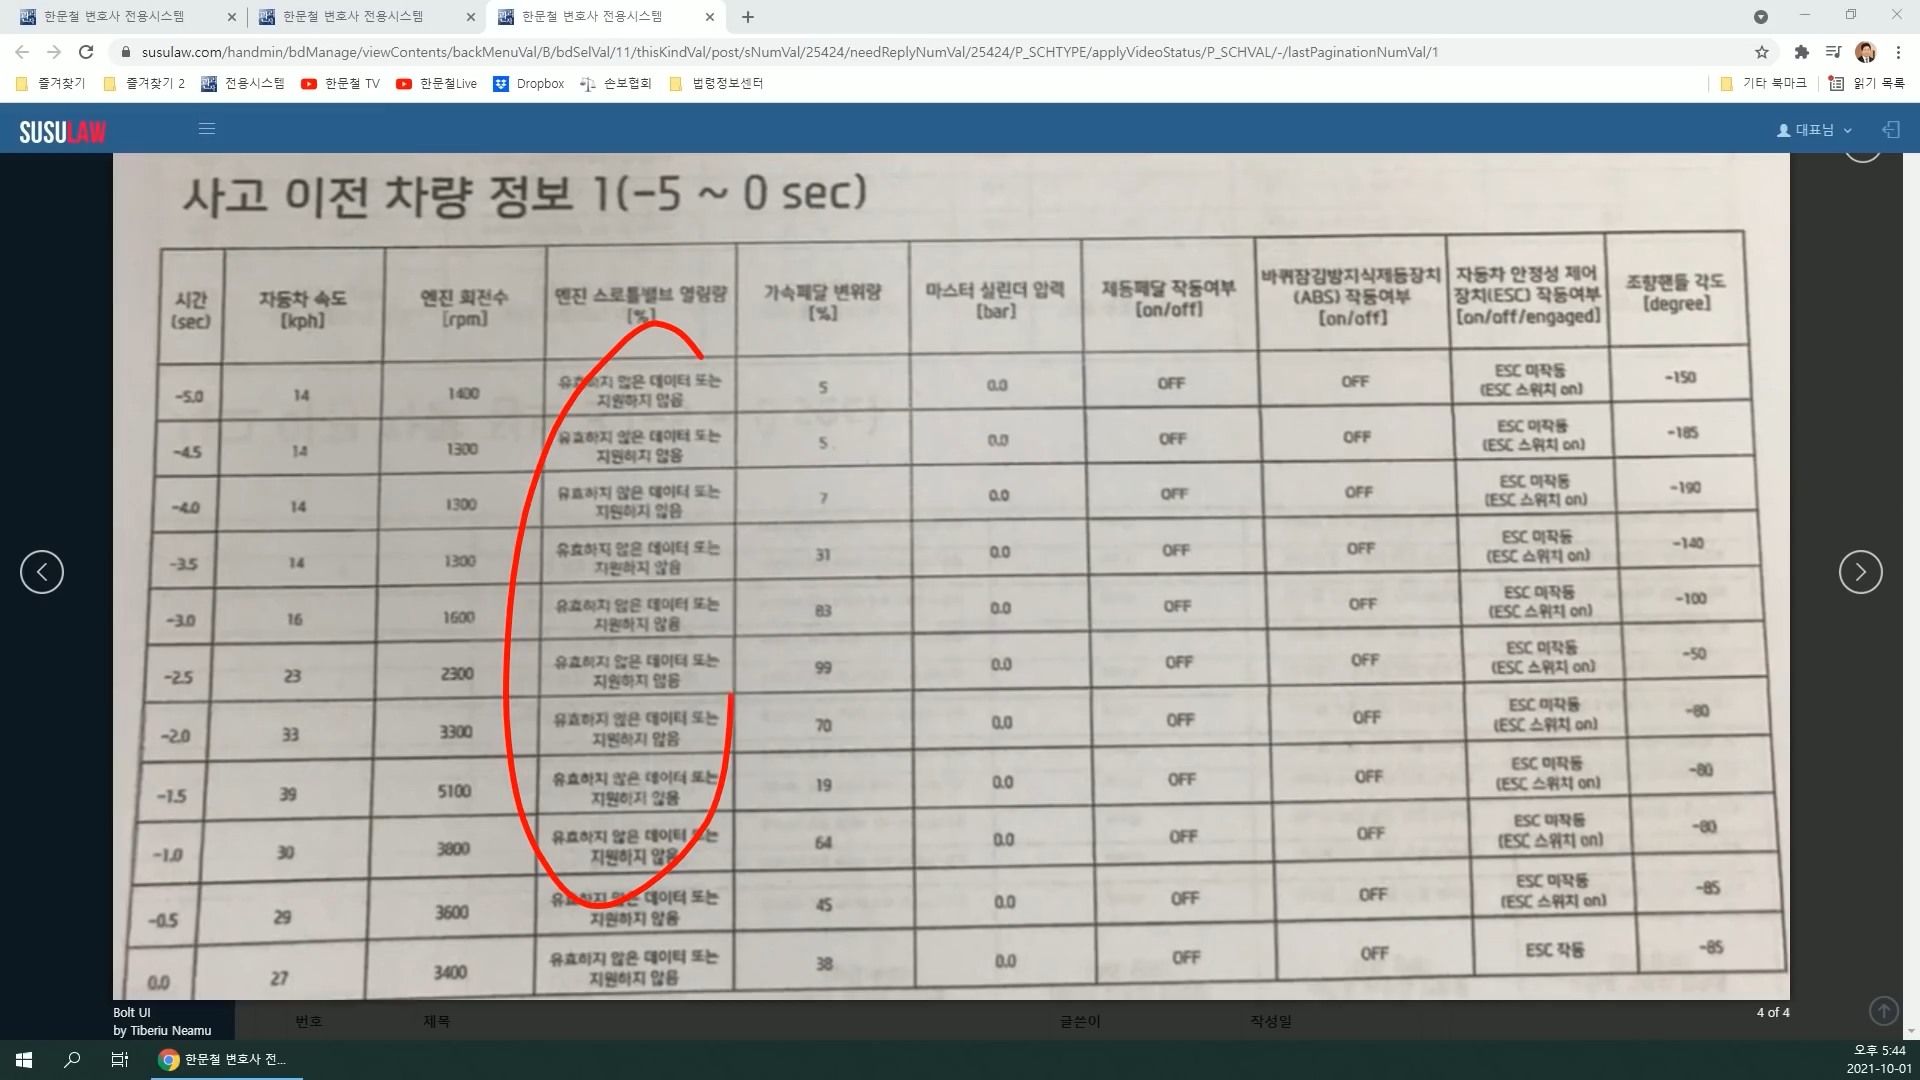 한문철 변호사 전용시스템
한문철 변호사 전용시스템
한문철 변호사 전용시스템
susulaw.com/handmin/bdManage/viewContents/backMenuVal/B/bdSelVal/11/thisKindVal/post/sNumVal/25424/needReplyNumVal/25424/P_SCHTYPE/applyVideoStatus/P_SCHVAL/-/lastPaginationNumVal/1
즐겨찾기 즐겨찾기 2 전용시스템 한문철 TV 한문철Live Dropbox 손보협회 법령정보센터 기타 북마크 읽기 목록
SUSULAW 대표님
사고 이전 차량 정보 1(-5 ~ 0 sec)
시간 (sec) 자동차 속도 [kph] 엔진 회전수 [rpm] 엔진 스로틀밸브 열림량 [%] 가속페달 변위량 [%] 마스터 실린더 압력 [bar] 제동페달 작동여부 [on/off] 바퀴잠김방지식제동장치 (ABS) 작동여부 [on/off] 자동차 안정성 제어 장치(ESC) 작동여부 [on/off/engaged] 조향핸들 각도 [degree]
-5.0 14 1400 유효하지 않은 데이터 또는 지원하지 않음 5 0.0 OFF OFF ESC 미작동 (ESC 스위치 on) -150
-4.5 14 1300 유효하지 않은 데이터 또는 지원하지 않음 5 0.0 OFF OFF ESC 미작동 (ESC 스위치 on) -185
-4.0 14 1300 유효하지 않은 데이터 또는 지원하지 않음 7 0.0 OFF OFF ESC 미작동 (ESC 스위치 on) -190
-3.5 14 1300 유효하지 않은 데이터 또는 지원하지 않음 31 0.0 OFF OFF ESC 미작동 (ESC 스위치 on) -140
-3.0 16 1600 유효하지 않은 데이터 또는 지원하지 않음 83 0.0 OFF OFF ESC 미작동 (ESC 스위치 on) -100
-2.5 23 2300 유효하지 않은 데이터 또는 지원하지 않음 99 0.0 OFF OFF ESC 미작동 (ESC 스위치 on) -50
-2.0 33 3300 유효하지 않은 데이터 또는 지원하지 않음 70 0.0 OFF OFF ESC 미작동 (ESC 스위치 on) -80
-1.5 39 5100 유효하지 않은 데이터 또는 지원하지 않음 19 0.0 OFF OFF ESC 미작동 (ESC 스위치 on) -80
-1.0 30 3800 유효하지 않은 데이터 또는 지원하지 않음 64 0.0 OFF OFF ESC 미작동 (ESC 스위치 on) -80
-0.5 29 3600 유효하지 않은 데이터 또는 지원하지 않음 45 0.0 OFF OFF ESC 미작동 (ESC 스위치 on) -85
0.0 27 3400 유효하지 않은 데이터 또는 지원하지 않음 38 0.0 OFF OFF ESC 작동 -85
Bolt UI
by Tiberiu Neamu
4 of 4
번호 제목 글쓴이 작성일
한문철 변호사 전...
오후 5:44
2021-10-01